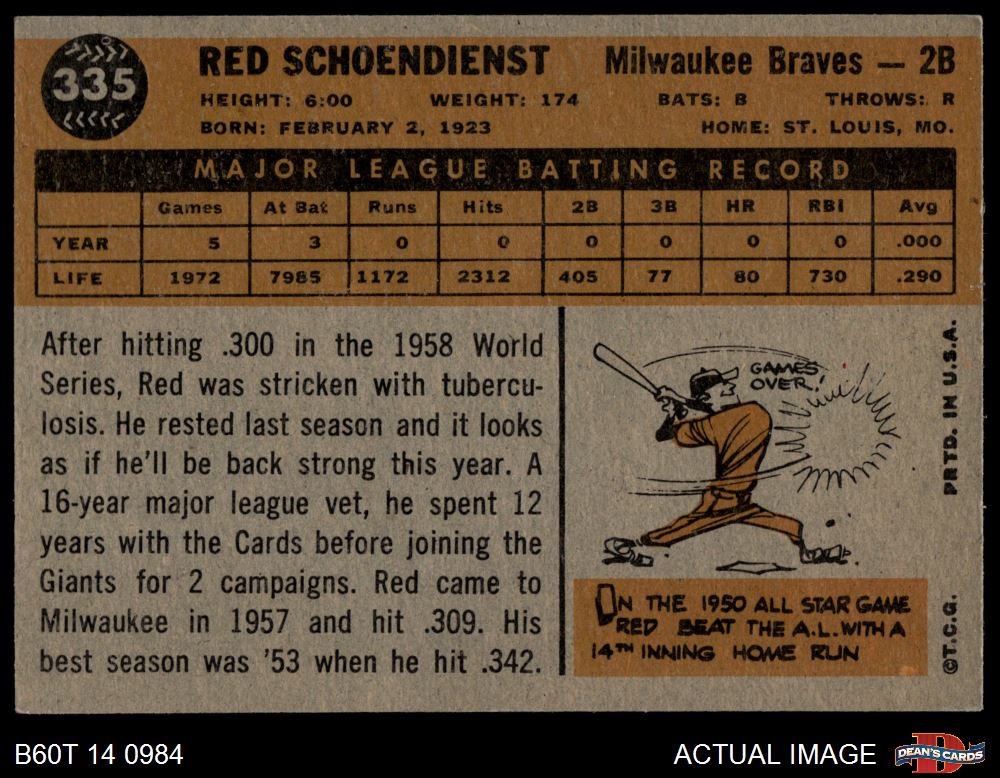 335
RED SCHOENDIENST Milwaukee Braves — 2B
HEIGHT: 6:00 WEIGHT: 174 BATS: B THROWS: R
BORN: FEBRUARY 2, 1923 HOME: ST. LOUIS, MO.
MAJOR LEAGUE BATTING RECORD
Games At Bat Runs Hits 2B 3B HR RBI Avg
YEAR 5 3 0 0 0 0 0 0 .000
LIFE 1972 7985 1172 2312 405 77 80 730 .290
After hitting .300 in the 1958 World
Series, Red was stricken with tubercu-
losis. He rested last season and it looks
as if he'll be back strong this year. A
16-year major league vet, he spent 12
years with the Cards before joining the
Giants for 2 campaigns. Red came to
Milwaukee in 1957 and hit .309. His
best season was '53 when he hit .342.
GAMES
OVER!
ON THE 1950 ALL STAR GAME
RED BEAT THE A.L. WITH A
14TH INNING HOME RUN
©T.C.G. PRTD. IN U.S.A.
B60T 14 0984 ACTUAL IMAGE
DEAN'S CARDS